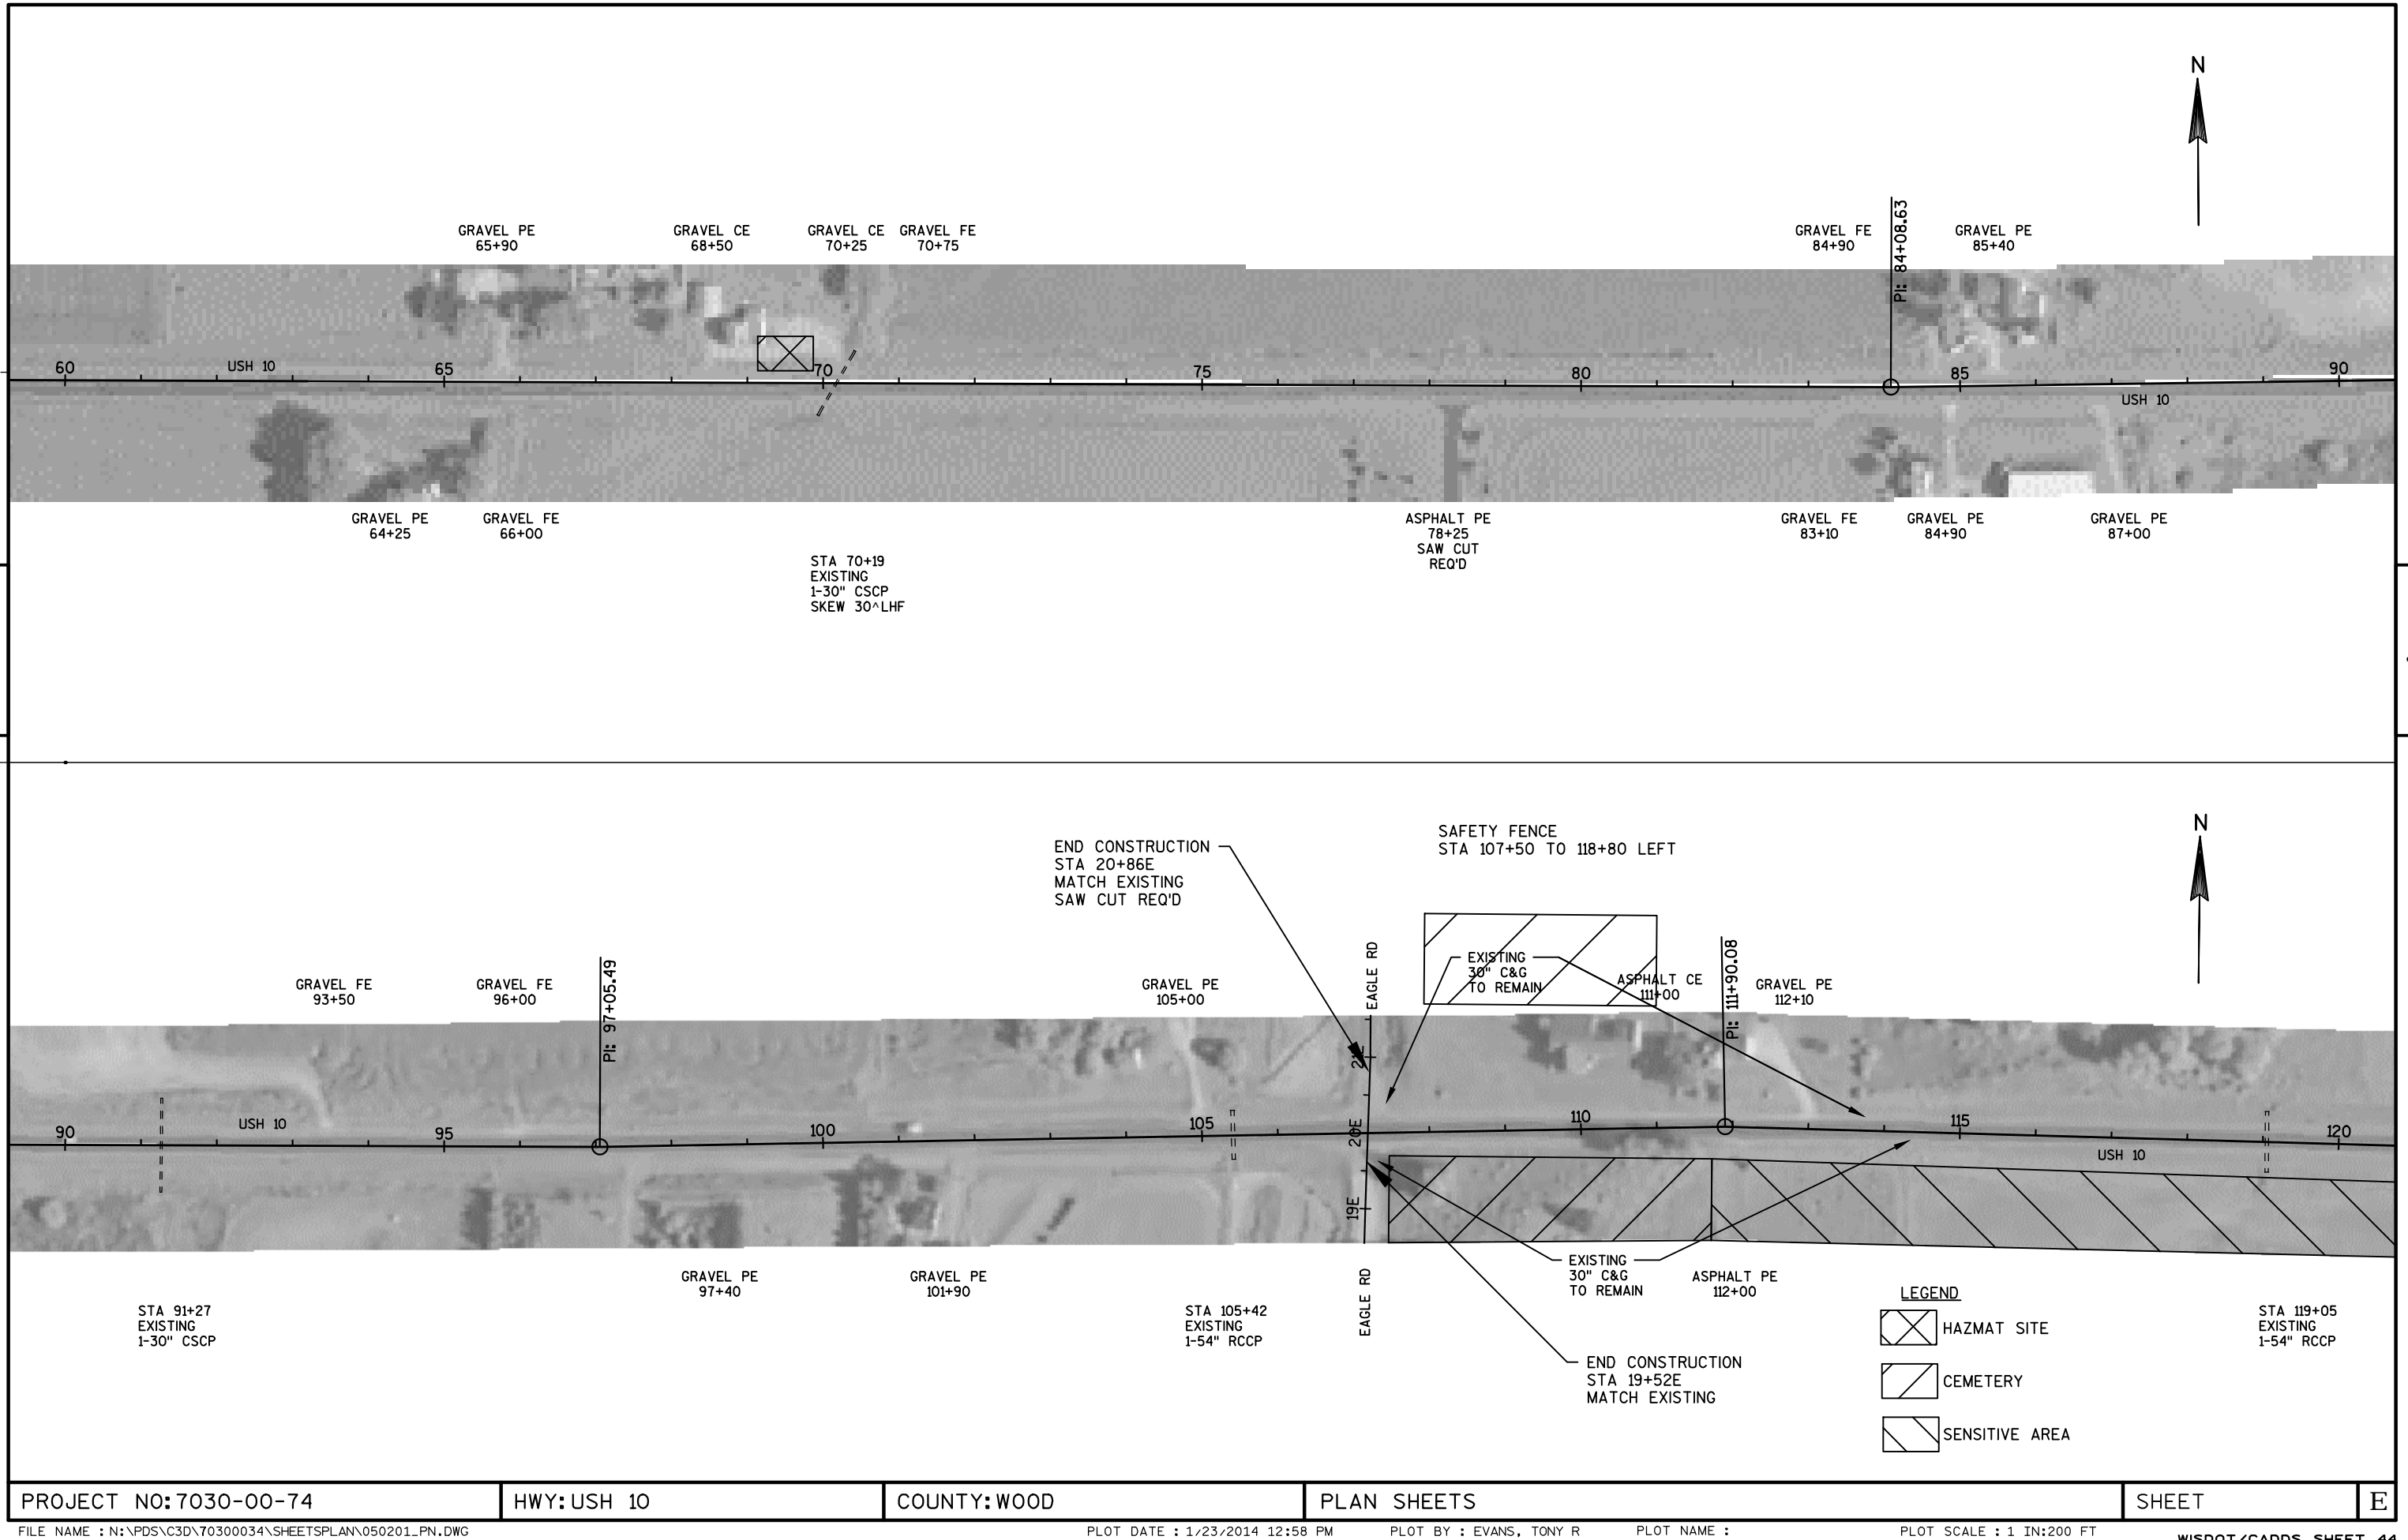 N
GRAVEL PE
65+90
GRAVEL CE
68+50
GRAVEL CE
70+25
GRAVEL FE
70+75
GRAVEL FE
84+90
PI: 84+08.63
GRAVEL PE
85+40
60
USH 10
65
70
75
80
85
90
USH 10
GRAVEL PE
64+25
GRAVEL FE
66+00
STA 70+19
EXISTING
1-30" CSCP
SKEW 30^LHF
ASPHALT PE
78+25
SAW CUT
REQ'D
GRAVEL FE
83+10
GRAVEL PE
84+90
GRAVEL PE
87+00
N
END CONSTRUCTION
STA 20+86E
MATCH EXISTING
SAW CUT REQ'D
SAFETY FENCE
STA 107+50 TO 118+80 LEFT
GRAVEL FE
93+50
GRAVEL FE
96+00
PI: 97+05.49
GRAVEL PE
105+00
EAGLE RD
EXISTING
30" C&G
TO REMAIN
ASPHALT CE
111+00
PI: 111+90.08
GRAVEL PE
112+10
21E
90
USH 10
95
100
105
20E
110
115
USH 10
120
19E
GRAVEL PE
97+40
GRAVEL PE
101+90
EAGLE RD
EXISTING
30" C&G
TO REMAIN
ASPHALT PE
112+00
STA 91+27
EXISTING
1-30" CSCP
STA 105+42
EXISTING
1-54" RCCP
END CONSTRUCTION
STA 19+52E
MATCH EXISTING
LEGEND
HAZMAT SITE
CEMETERY
SENSITIVE AREA
STA 119+05
EXISTING
1-54" RCCP
PROJECT NO:7030-00-74
HWY:USH 10
COUNTY:WOOD
PLAN SHEETS
SHEET
E
FILE NAME : N:\PDS\C3D\70300034\SHEETSPLAN\050201_PN.DWG
PLOT DATE : 1/23/2014 12:58 PM
PLOT BY : EVANS, TONY R
PLOT NAME :
PLOT SCALE : 1 IN:200 FT
WISDOT/CADDS SHEET 44